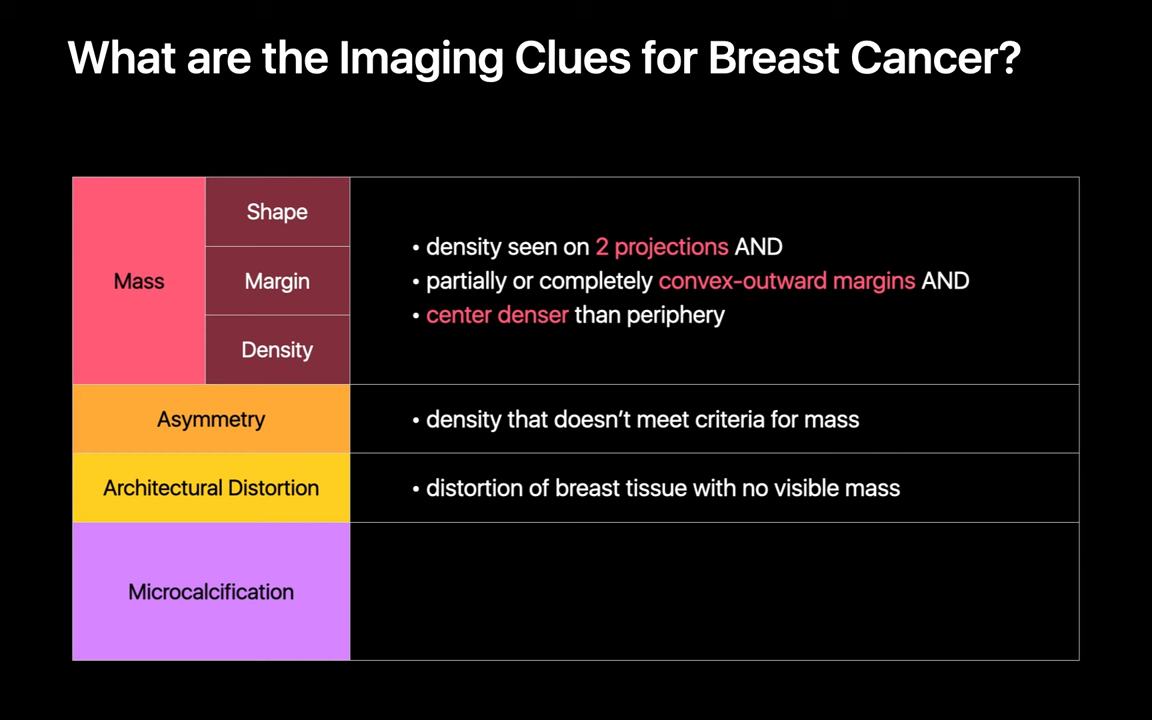 What are the Imaging Clues for Breast Cancer?
Mass
Shape
Margin
Density
• density seen on 2 projections AND
• partially or completely convex-outward margins AND
• center denser than periphery
Asymmetry
• density that doesn’t meet criteria for mass
Architectural Distortion
• distortion of breast tissue with no visible mass
Microcalcification